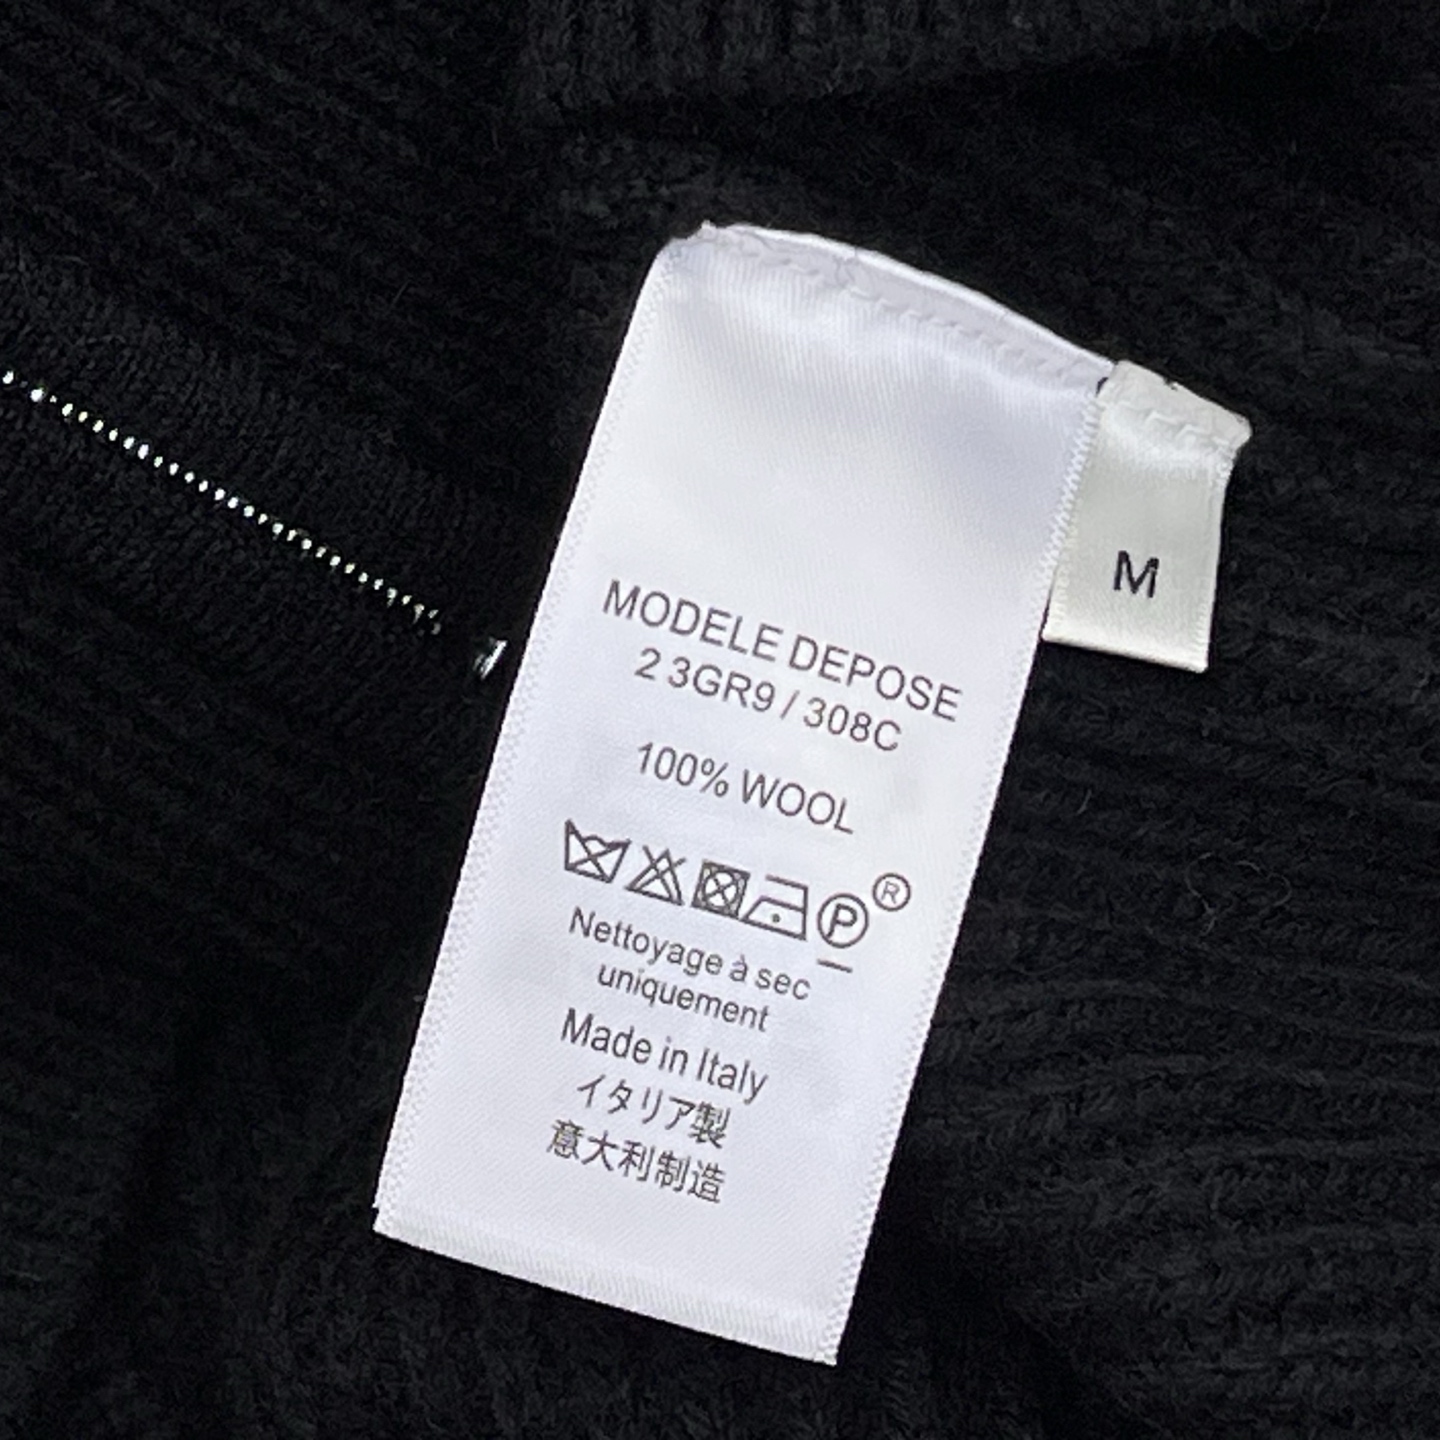 MODELE DEPOSE
2 3GR9 / 308C
100% WOOL
P ®
Nettoyage à sec
uniquement
Made in Italy
イタリア製
意大利制造
M